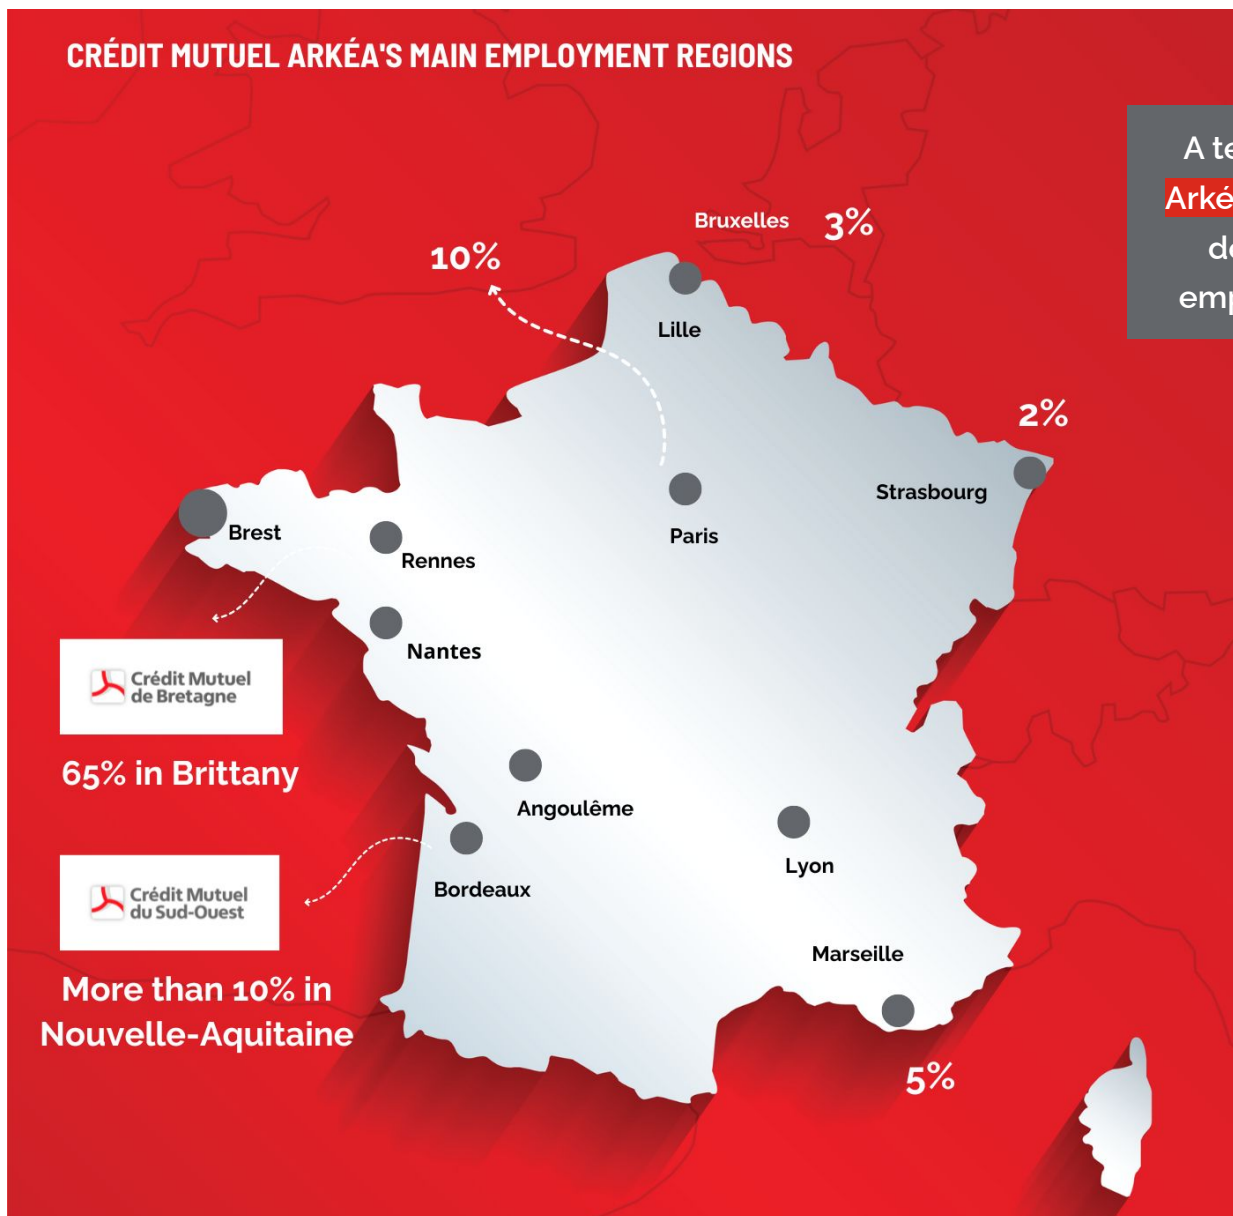 CRÉDIT MUTUEL ARKÉA'S MAIN EMPLOYMENT REGIONS
Bruxelles 3%
10%
Lille
2%
Strasbourg
Paris
Brest
Rennes
Nantes
Crédit Mutuel
de Bretagne
65% in Brittany
Angoulême
Lyon
Bordeaux
Crédit Mutuel
du Sud-Ouest
More than 10% in
Nouvelle-Aquitaine
Marseille
5%
A